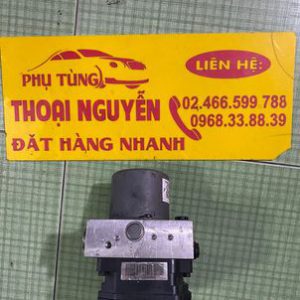 PHỤ TÙNG
LIÊN HỆ:
THOẠI NGUYỄN
02.466.599.788
0968.33.88.39
ĐẶT HÀNG NHANH